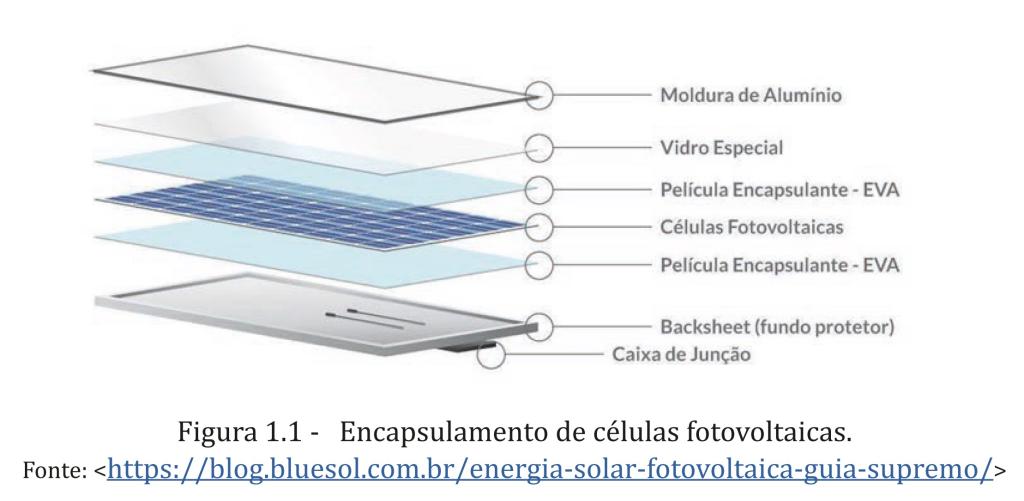 Moldura de Alumínio
Vidro Especial
Película Encapsulante - EVA
Células Fotovoltaicas
Película Encapsulante - EVA
Backsheet (fundo protetor)
Caixa de Junção
Figura 1.1 - Encapsulamento de células fotovoltaicas.
Fonte: <https://blog.bluesol.com.br/energia-solar-fotovoltaica-guia-supremo/>